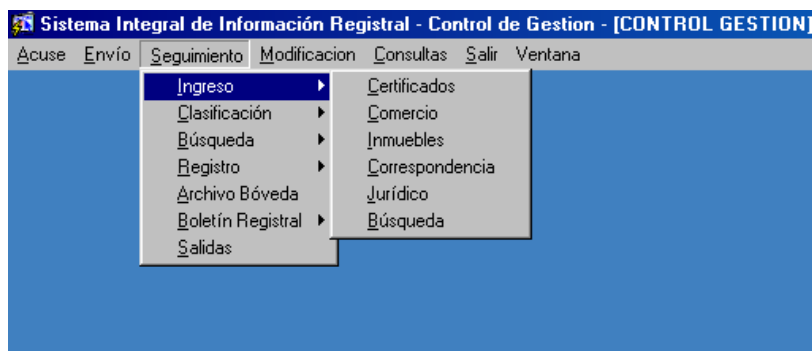 Sistema Integral de Información Registral - Control de Gestion - [CONTROL GESTION]
Acuse Envío Seguimiento Modificacion Consultas Salir Ventana
Ingreso
Clasificación
Búsqueda
Registro
Archivo Bóveda
Boletín Registral
Salidas
Certificados
Comercio
Inmuebles
Correspondencia
Jurídico
Búsqueda